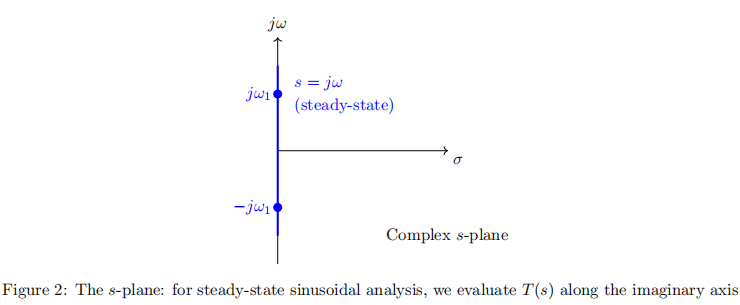 jω
s = jω
jω₁
(steady-state)
σ
−jω₁
Complex s-plane
Figure 2: The s-plane: for steady-state sinusoidal analysis, we evaluate T(s) along the imaginary axis